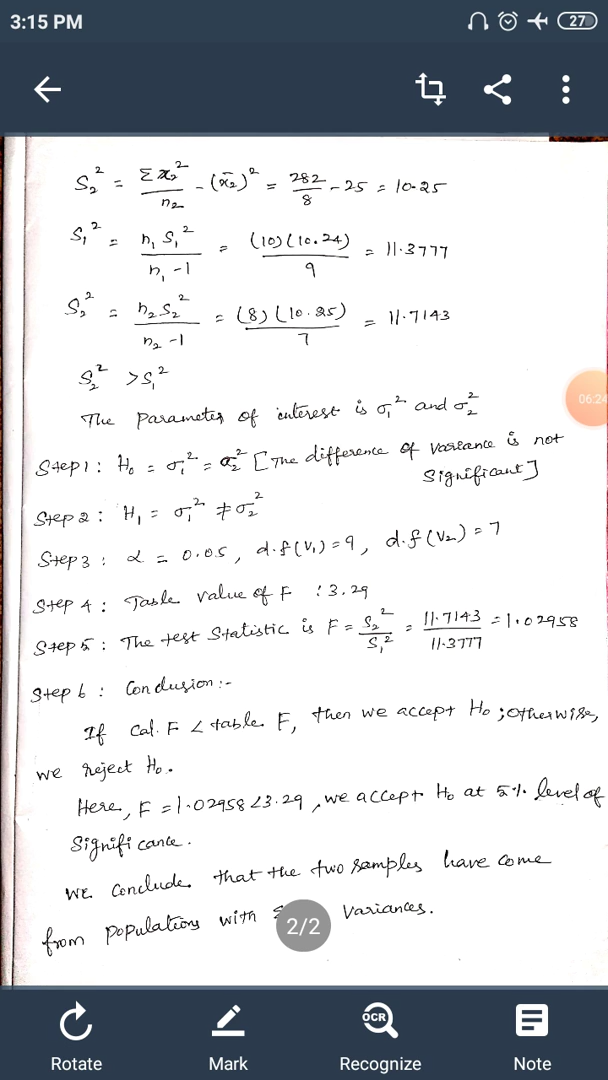 3:15 PM
27
S₂² = Σx₂²/n₂ - (x̄₂)² = 282/8 - 25 = 10.25
S₁² = n₁ S₁²/n₁ - 1 = (10)(10.24)/9 = 11.3777
S₂² = n₂ S₂²/n₂ - 1 = (8)(10.25)/7 = 11.7143
S₂² > S₁²
The parameter of interest is σ₁² and σ₂²
Step 1 : H₀ = σ₁² = σ₂² [The difference of variance is not
significant]
Step 2 : H₁ = σ₁² ≠ σ₂²
Step 3 : α = 0.05, d.f(V₁) = 9, d.f(V₂) = 7
Step 4 : Table value of F : 3.29
Step 5 : The test statistic is F = S₂²/S₁² = 11.7143/11.3777 = 1.02958
06:24
Step 6 : Conclusion :-
If Cal. F < table F, then we accept H₀ ; otherwise,
we reject H₀.
Here, F = 1.02958 < 3.29, we accept H₀ at 5% level of
Significance.
We Conclude that the two samples have come
from populations with variances.
2/2
OCR
Rotate Mark Recognize Note